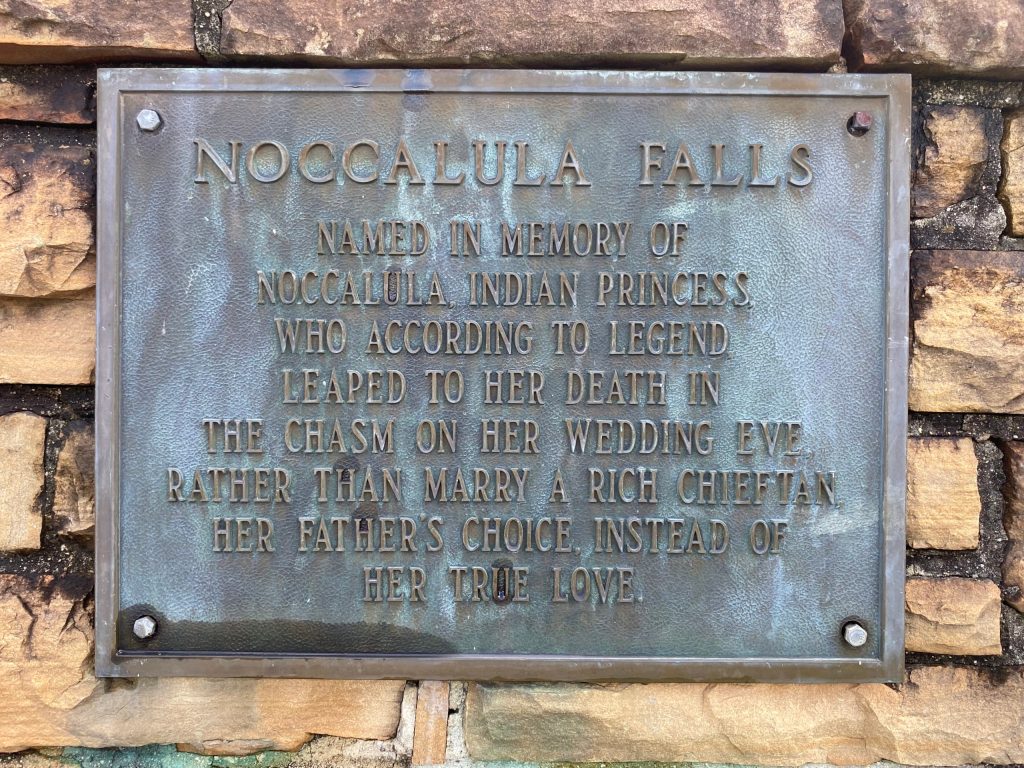 NOCCALULA FALLS
NAMED IN MEMORY OF
NOCCALULA, INDIAN PRINCESS,
WHO ACCORDING TO LEGEND,
LEAPED TO HER DEATH IN
THE CHASM ON HER WEDDING EVE,
RATHER THAN MARRY A RICH CHIEFTAN,
HER FATHER'S CHOICE, INSTEAD OF
HER TRUE LOVE.